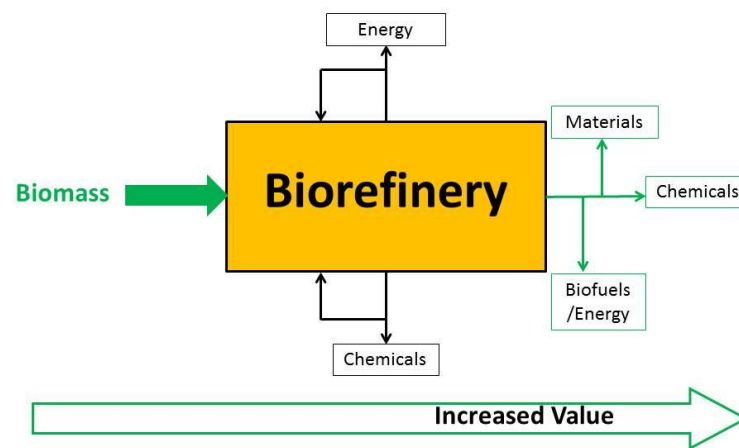 Energy
Materials
Biomass
Biorefinery
Chemicals
Biofuels
/Energy
Chemicals
Increased Value